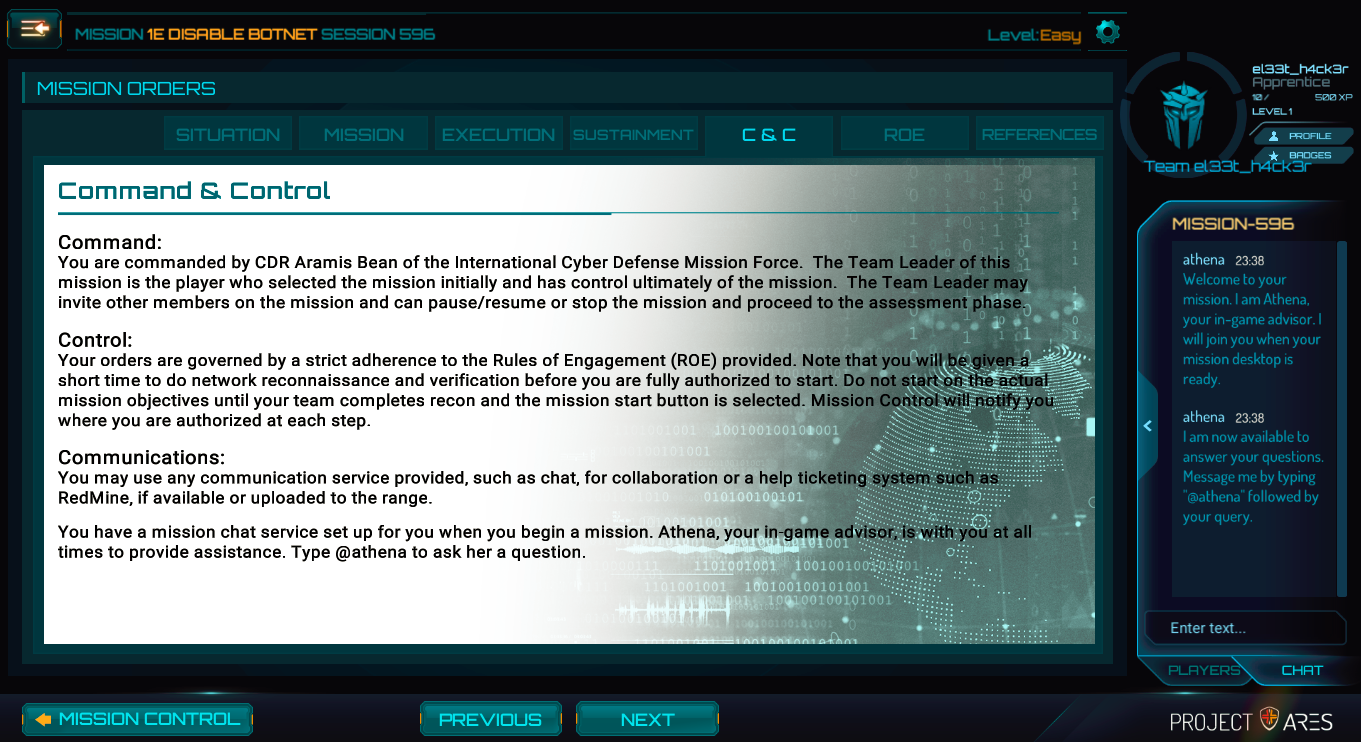 MISSION 1E DISABLE BOTNET SESSION 596
Level:Easy
MISSION ORDERS
SITUATION
MISSION
EXECUTION
SUSTAINMENT
C & C
ROE
REFERENCES
Command & Control
Command:
You are commanded by CDR Aramis Bean of the International Cyber Defense Mission Force.  The Team Leader of this
mission is the player who selected the mission initially and has control ultimately of the mission.  The Team Leader may
invite other members on the mission and can pause/resume or stop the mission and proceed to the assessment phase.
Control:
Your orders are governed by a strict adherence to the Rules of Engagement (ROE) provided. Note that you will be given a
short time to do network reconnaissance and verification before you are fully authorized to start. Do not start on the actual
mission objectives until your team completes recon and the mission start button is selected. Mission Control will notify you
where you are authorized at each step.
Communications:
You may use any communication service provided, such as chat, for collaboration or a help ticketing system such as
RedMine, if available or uploaded to the range.
You have a mission chat service set up for you when you begin a mission. Athena, your in-game advisor, is with you at all
times to provide assistance. Type @athena to ask her a question.
el33t_h4ck3r
Apprentice
10 / 500 XP
LEVEL 1
PROFILE
BADGES
Team el33t_h4ck3r
MISSION-596
athena 23:38
Welcome to your
mission. I am Athena,
your in-game advisor. I
will join you when your
mission desktop is
ready.
athena 23:38
I am now available to
answer your questions.
Message me by typing
"@athena" followed by
your query.
Enter text...
PLAYERS
CHAT
MISSION CONTROL
PREVIOUS
NEXT
PROJECT ARES